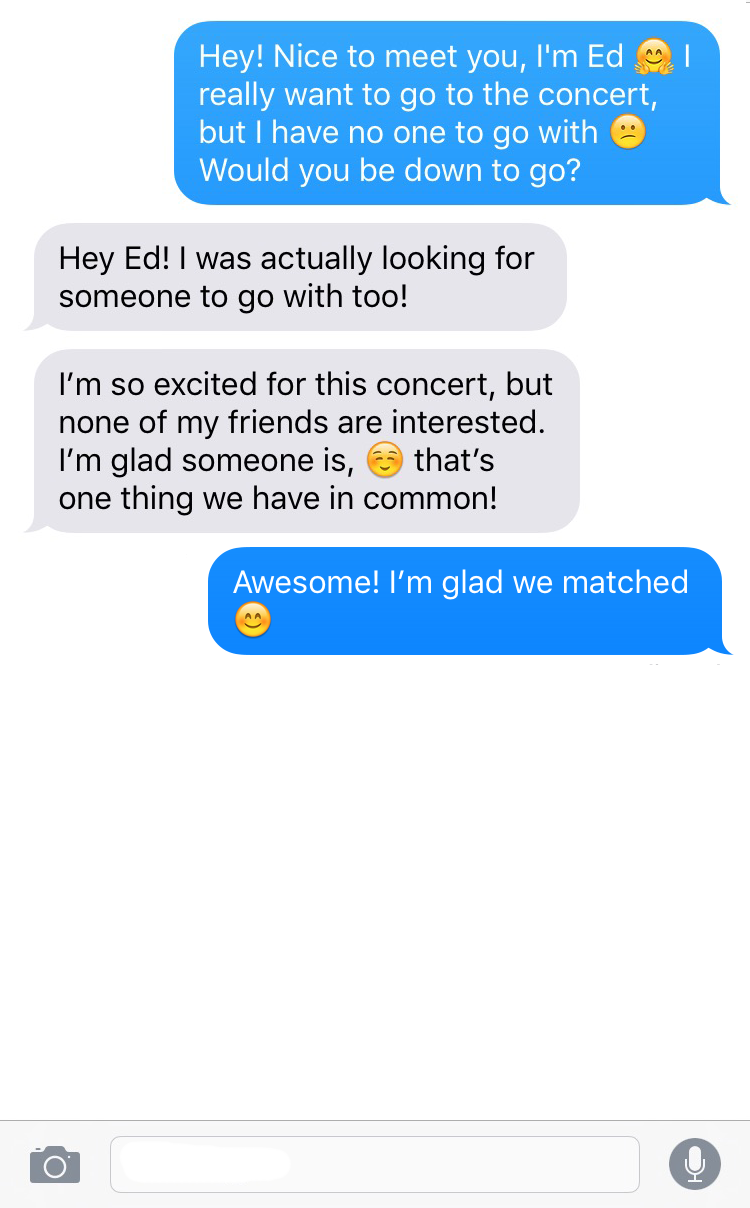 Hey! Nice to meet you, I'm Ed 🤗 I
really want to go to the concert,
but I have no one to go with 😕
Would you be down to go?
Hey Ed! I was actually looking for
someone to go with too!
I’m so excited for this concert, but
none of my friends are interested.
I’m glad someone is, ☺️ that’s
one thing we have in common!
Awesome! I’m glad we matched
😊